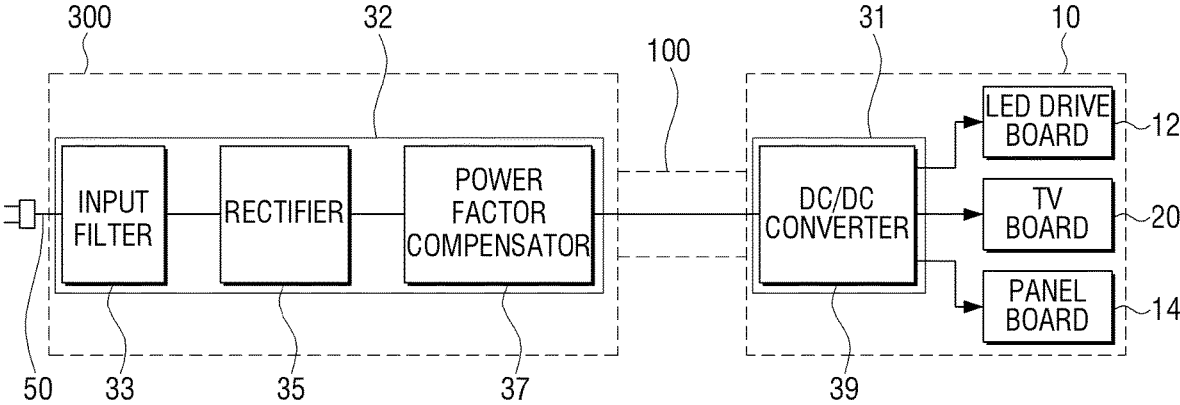 300
32
100
31
10
INPUT
FILTER
RECTIFIER
POWER
FACTOR
COMPENSATOR
DC/DC
CONVERTER
LED DRIVE
BOARD
12
TV
BOARD
20
PANEL
BOARD
14
50
33
35
37
39